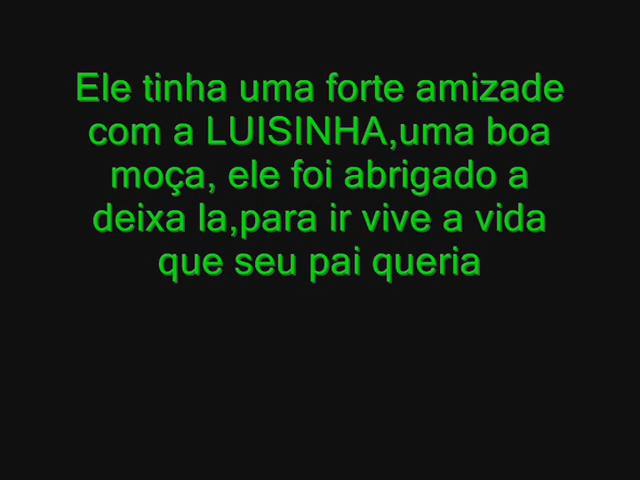 Ele tinha uma forte amizade
com a LUISINHA,uma boa
moça, ele foi abrigado a
deixa la,para ir vive a vida
que seu pai queria